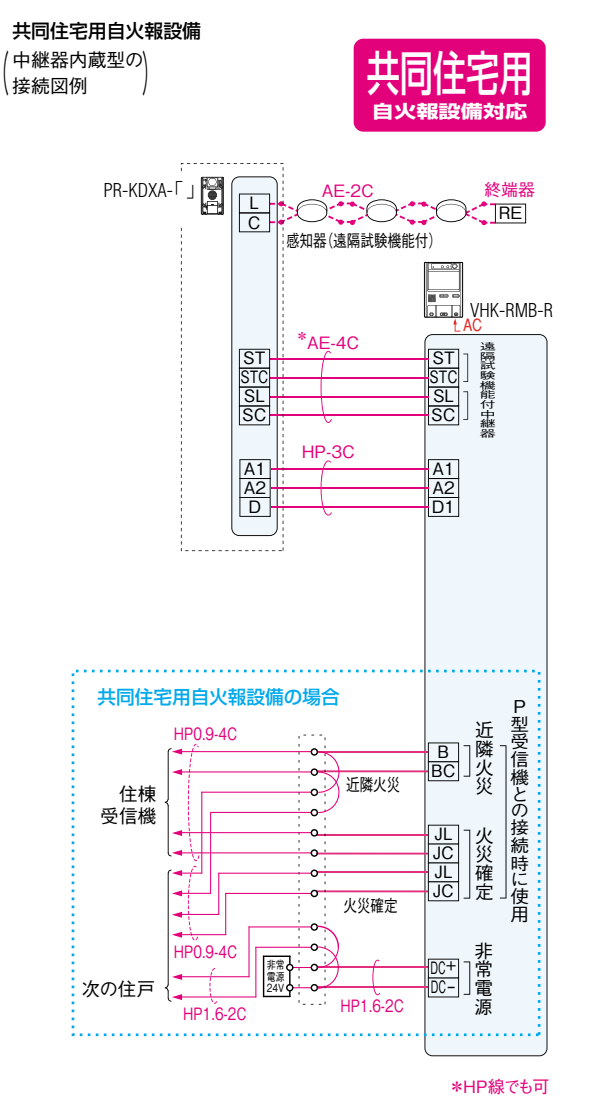 共同住宅用自火報設備
(中継器内蔵型の
接続図例)
共同住宅用
自火報設備対応
PR-KDXA-「 」
L
C
AE-2C
終端器
RE
感知器(遠隔試験機能付)
VHK-RMB-R
AC
*AE-4C
ST
STC
SL
SC
ST
STC
SL
SC
遠隔試験機能付中継器
HP-3C
A1
A2
D
A1
A2
D1
共同住宅用自火報設備の場合
HP0.9-4C
住棟
受信機
近隣火災
B
BC
近隣火災
P型受信機との接続時に使用
JL
JC
JL
JC
火災確定
火災確定
HP0.9-4C
次の住戸
HP1.6-2C
非常
電源
24V
HP1.6-2C
DC+
DC-
非常電源
*HP線でも可